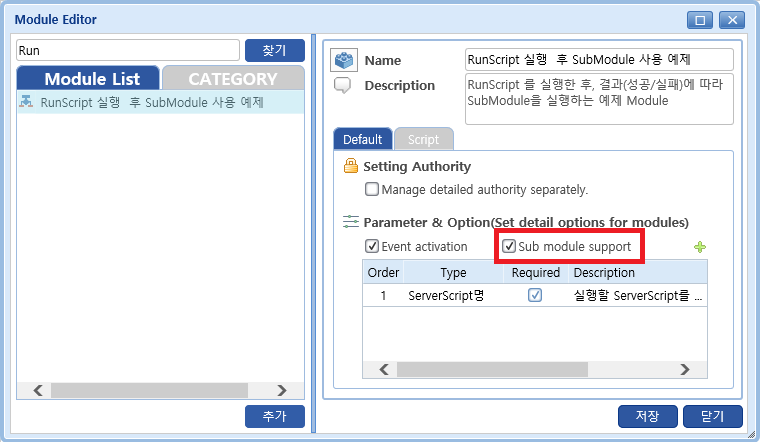 Module Editor
Run
찾기
Module List
CATEGORY
RunScript 실행 후 SubModule 사용 예제
Name
RunScript 실행 후 SubModule 사용 예제
Description
RunScript 를 실행한 후, 결과(성공/실패)에 따라
SubModule을 실행하는 예제 Module
Default
Script
Setting Authority
Manage detailed authority separately.
Parameter & Option(Set detail options for modules)
Event activation
Sub module support
Order Type Required Description
1 ServerScript명 실행할 ServerScript를 ...
추가
저장
닫기